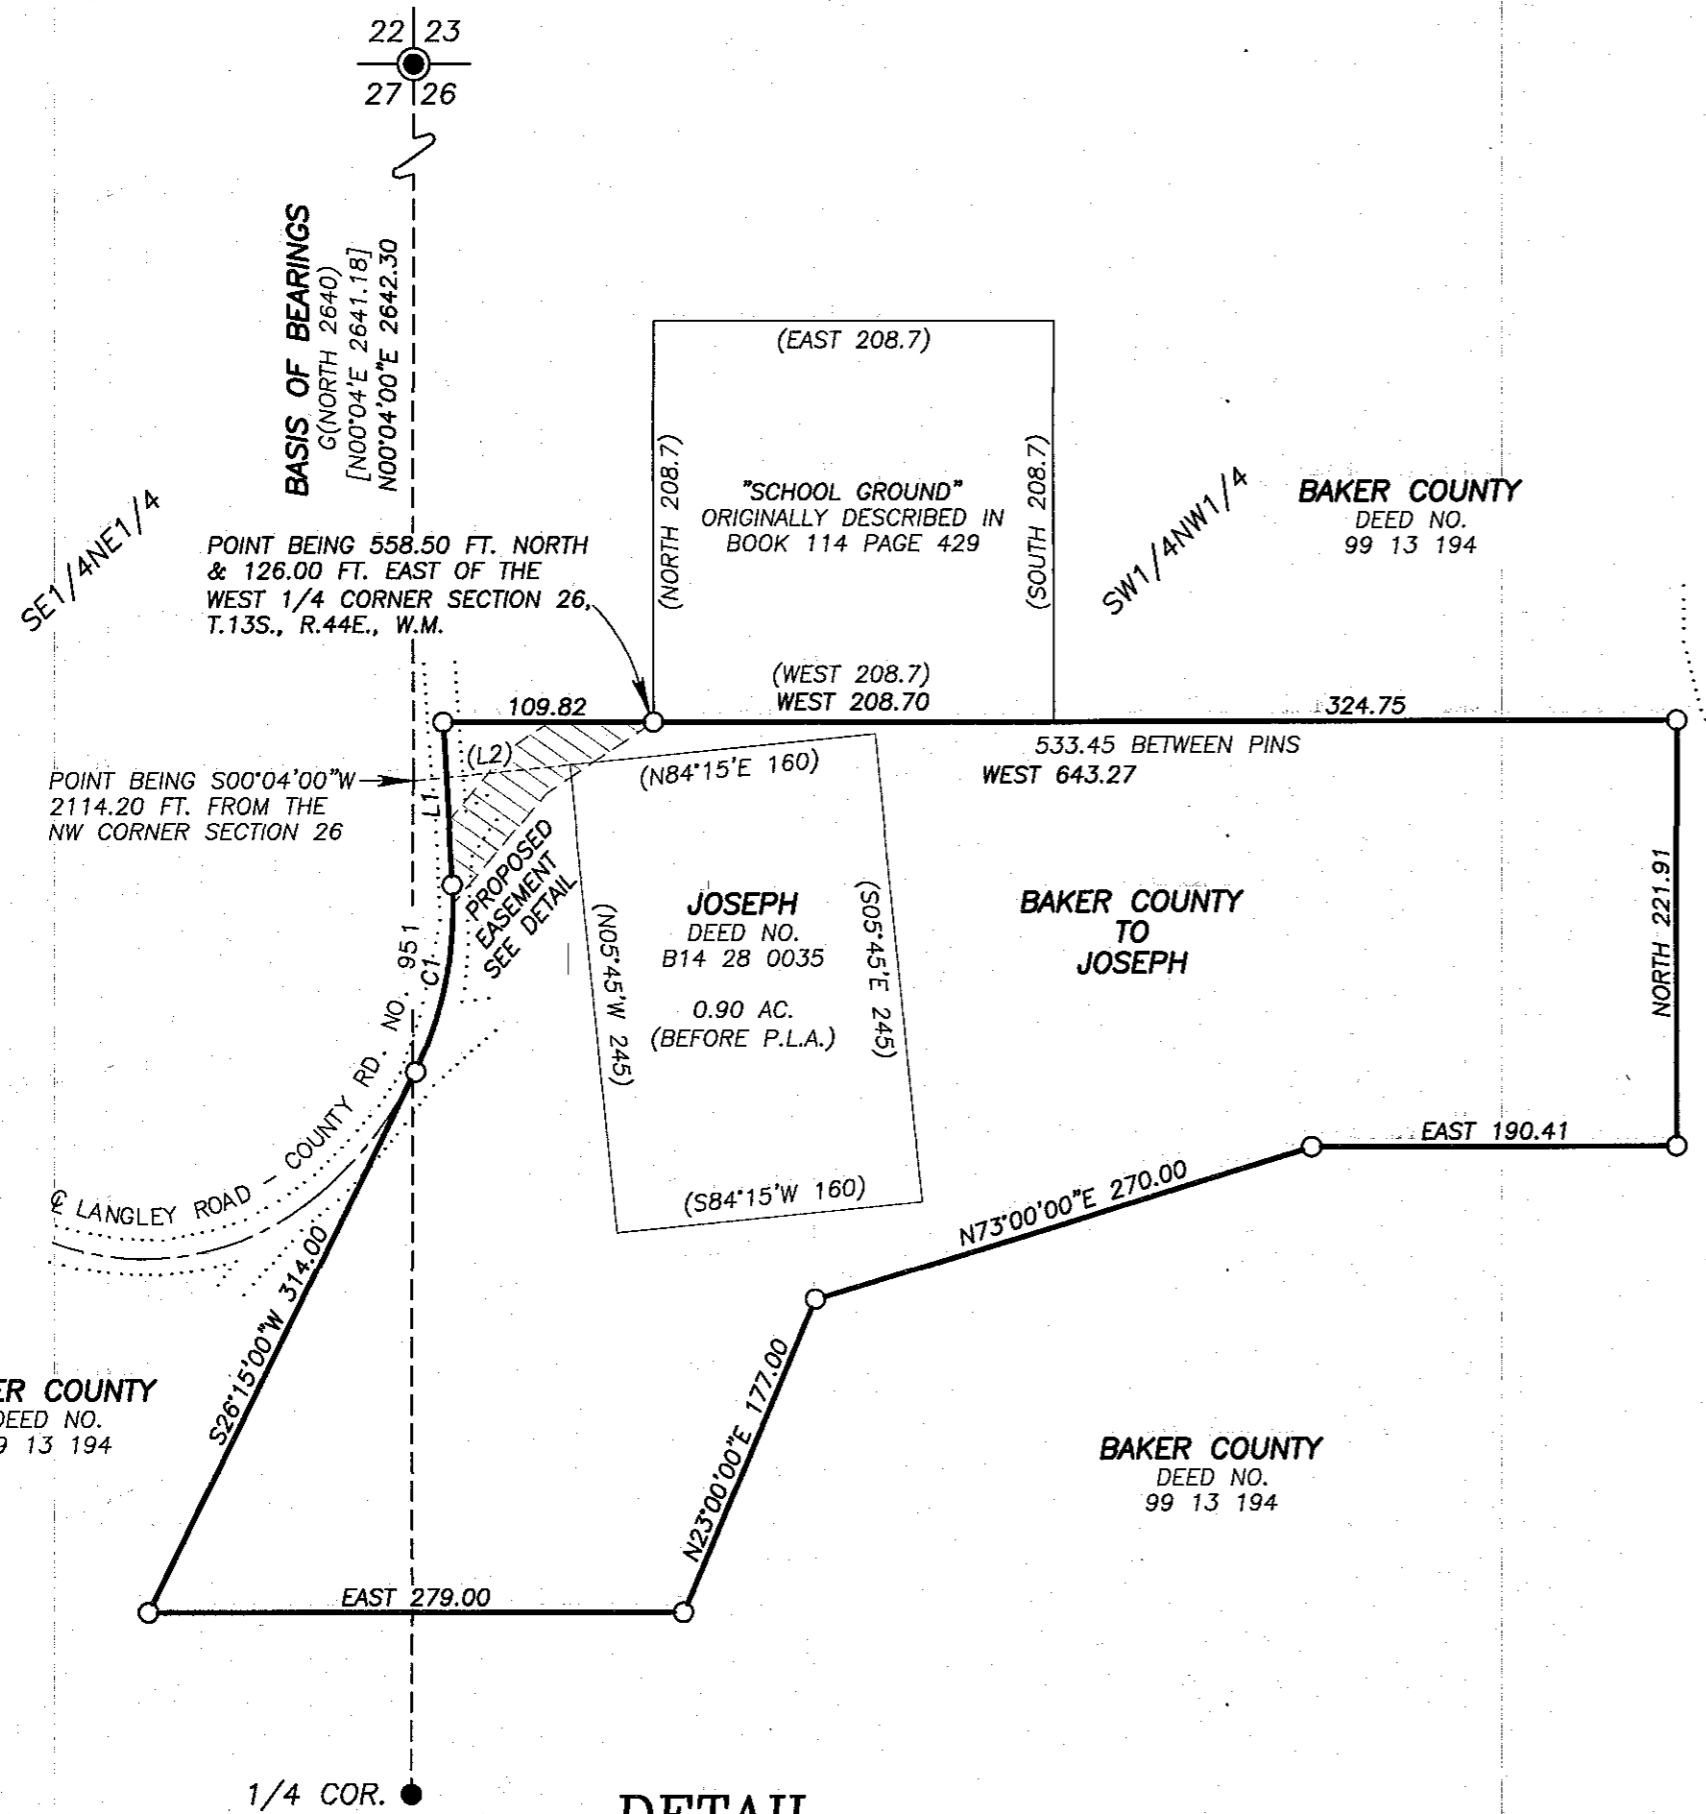 22 23
27 26
BASIS OF BEARINGS
G(NORTH 2640)
[N00°04'E 2641.18]
N00°04'00"E 2642.30
(EAST 208.7)
(NORTH 208.7)
(SOUTH 208.7)
"SCHOOL GROUND"
ORIGINALLY DESCRIBED IN
BOOK 114 PAGE 429
SE1/4NE1/4
SW1/4NW1/4
BAKER COUNTY
DEED NO.
99 13 194
POINT BEING 558.50 FT. NORTH
& 126.00 FT. EAST OF THE
WEST 1/4 CORNER SECTION 26,
T.13S., R.44E., W.M.
(WEST 208.7)
WEST 208.70
109.82
324.75
533.45 BETWEEN PINS
WEST 643.27
(L2)
(N84°15'E 160)
POINT BEING S00°04'00"W
2114.20 FT. FROM THE
NW CORNER SECTION 26
L1
PROPOSED
EASEMENT
SEE DETAIL
JOSEPH
DEED NO.
B14 28 0035
0.90 AC.
(BEFORE P.L.A.)
(N05°45'W 245)
(S05°45'E 245)
BAKER COUNTY
TO
JOSEPH
NORTH 221.91
C1
℄ LANGLEY ROAD - COUNTY RD. NO. 951
EAST 190.41
(S84°15'W 160)
N73°00'00"E 270.00
S26°15'00"W 314.00
N23°00'00"E 177.00
ER COUNTY
DEED NO.
9 13 194
BAKER COUNTY
DEED NO.
99 13 194
EAST 279.00
1/4 COR.
DETAIL